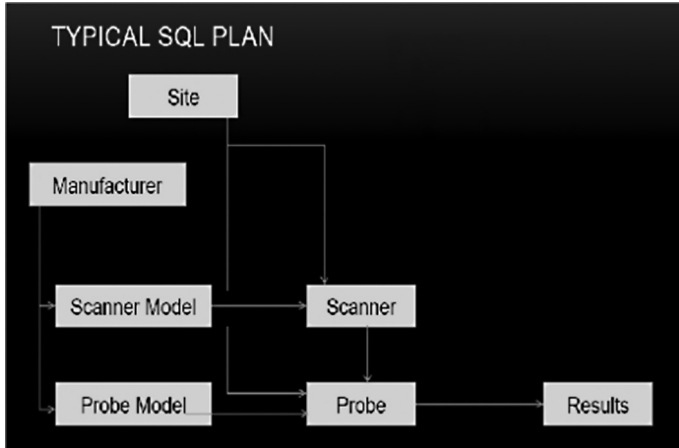 TYPICAL SQL PLAN
Site
Manufacturer
Scanner Model
Scanner
Probe Model
Probe
Results